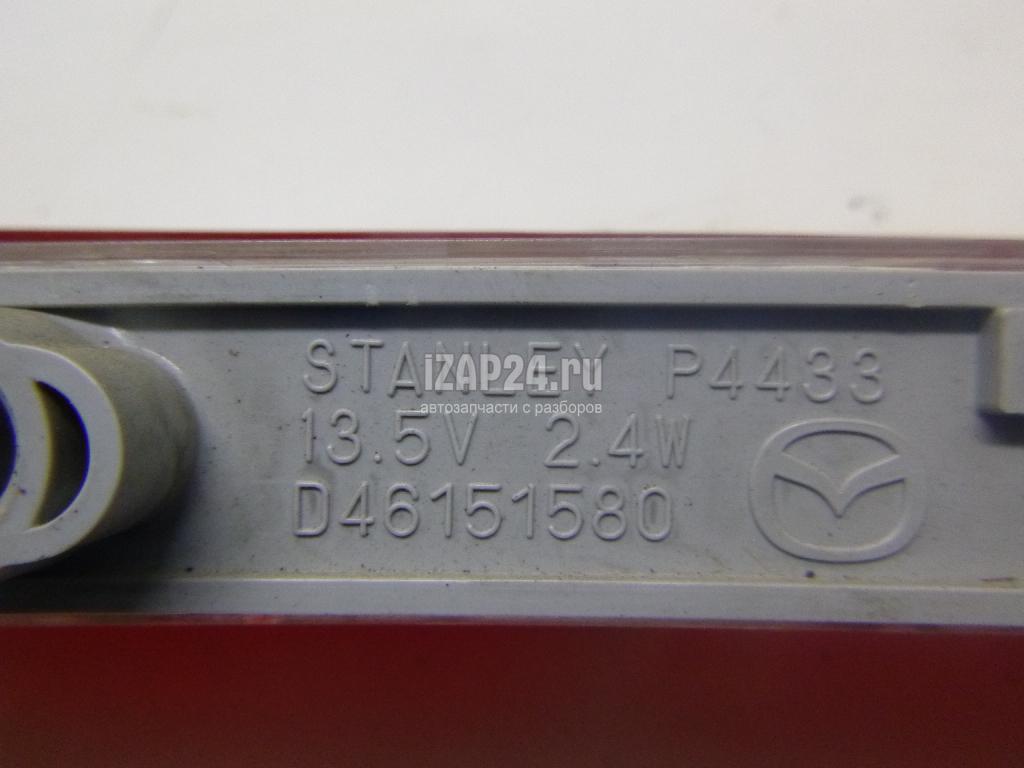 STANLEY P4433
iZAP24.ru
автозапчасти с разборов
13.5V 2.4W
D46151580